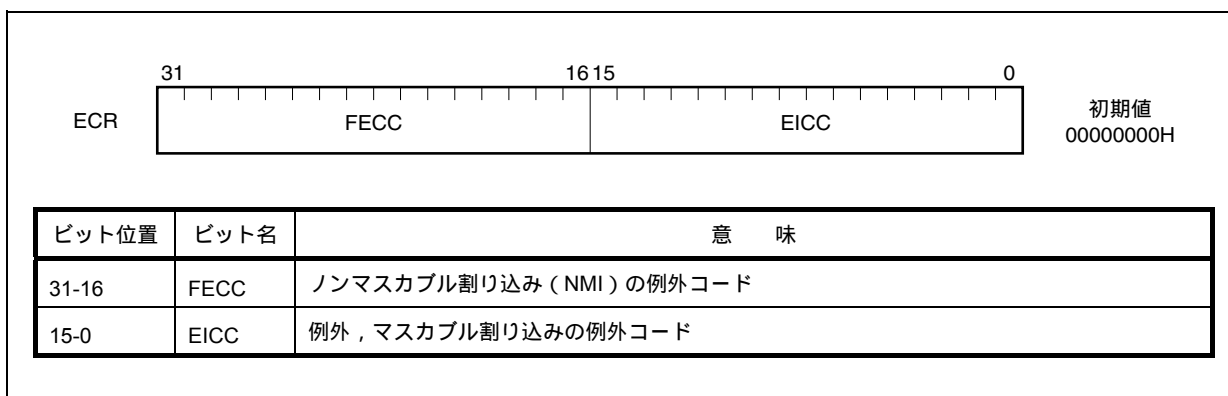 31 16 15 0
ECR FECC EICC 初期値
00000000H
ビット位置 ビット名 意 味
31-16 FECC ノンマスカブル割り込み(NMI)の例外コード
15-0 EICC 例外,マスカブル割り込みの例外コード